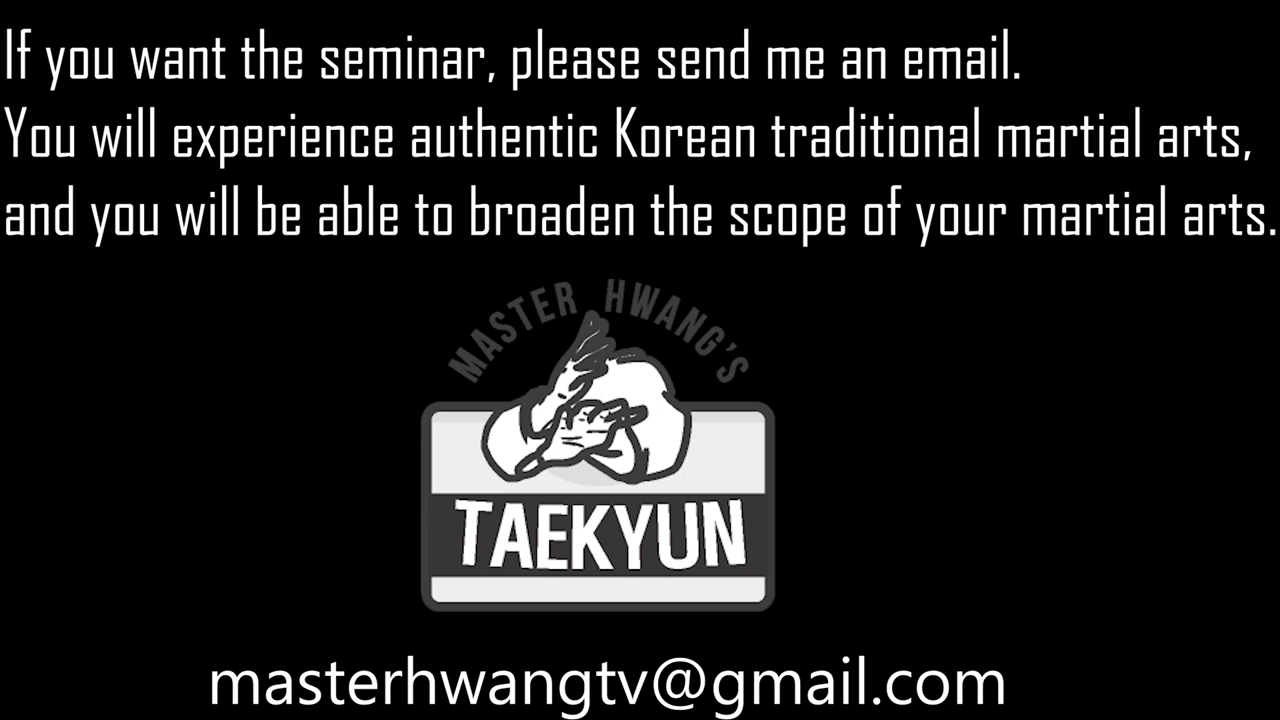 If you want the seminar, please send me an email.
You will experience authentic Korean traditional martial arts,
and you will be able to broaden the scope of your martial arts.
MASTER HWANG'S
TAEKYUN
masterhwangtv@gmail.com